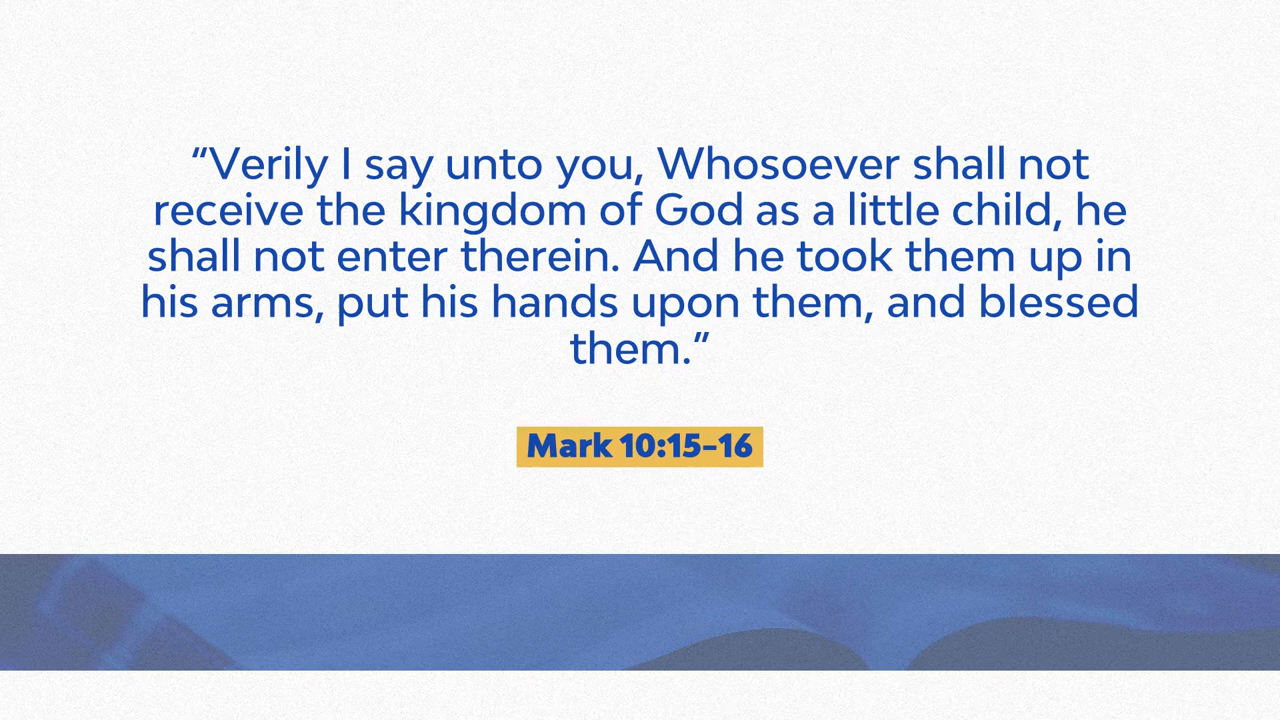 “Verily I say unto you, Whosoever shall not
receive the kingdom of God as a little child, he
shall not enter therein. And he took them up in
his arms, put his hands upon them, and blessed
them.”
Mark 10:15–16